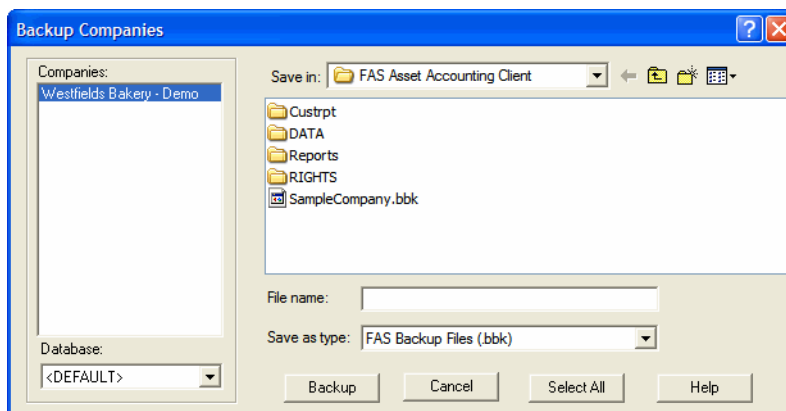 Backup Companies
Companies:
Westfields Bakery - Demo
Database:
<DEFAULT>
Save in: FAS Asset Accounting Client
Custrpt
DATA
Reports
RIGHTS
SampleCompany.bbk
File name:
Save as type: FAS Backup Files (.bbk)
Backup Cancel Select All Help